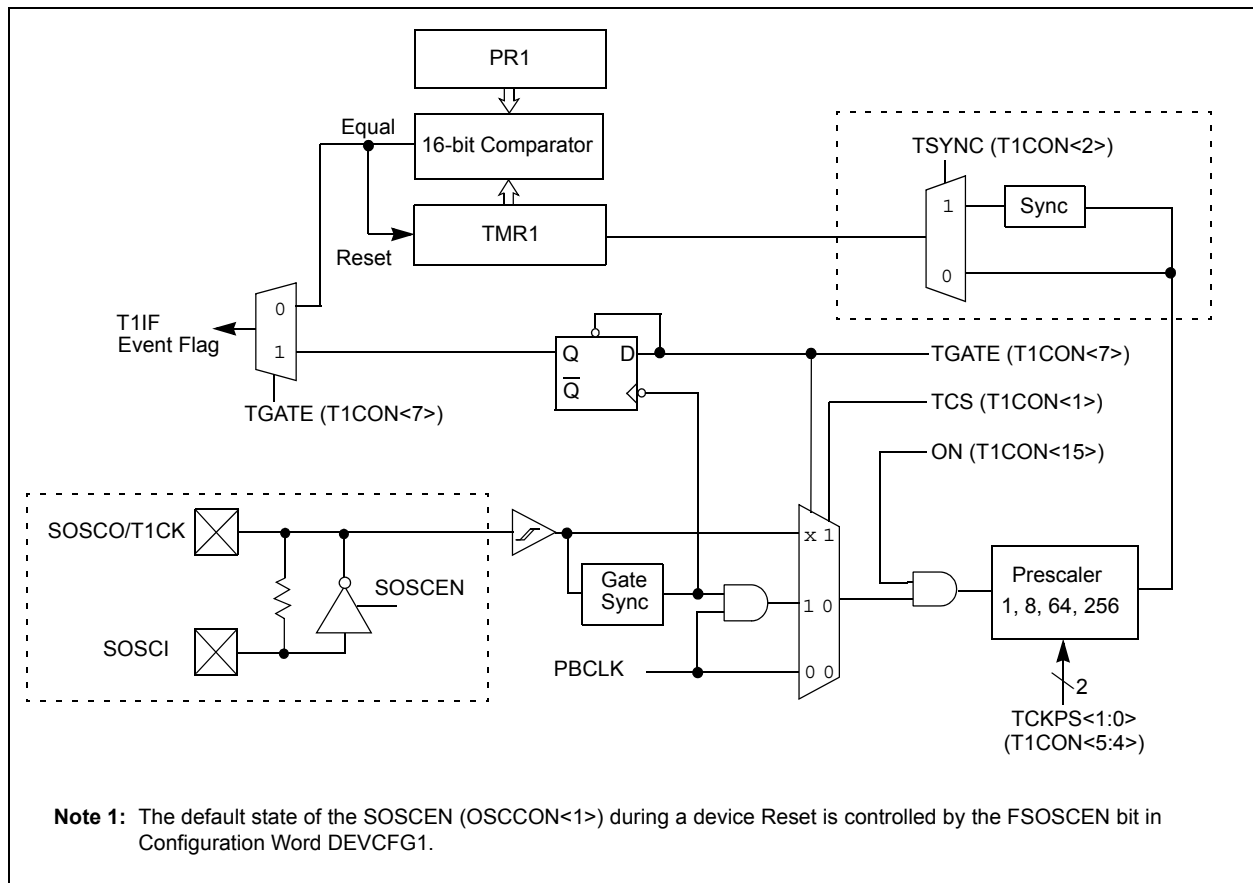 PR1
Equal
16-bit Comparator
TSYNC (T1CON<2>)
1
Sync
TMR1
Reset
0
0
T1IF
Event Flag
1
Q
D
Q̅
TGATE (T1CON<7>)
TGATE (T1CON<7>)
TCS (T1CON<1>)
ON (T1CON<15>)
SOSCO/T1CK
x 1
SOSCEN
Gate
Sync
1 0
Prescaler
1, 8, 64, 256
SOSCI
PBCLK
0 0
2
TCKPS<1:0>
(T1CON<5:4>)
Note 1: The default state of the SOSCEN (OSCCON<1>) during a device Reset is controlled by the FSOSCEN bit in
Configuration Word DEVCFG1.